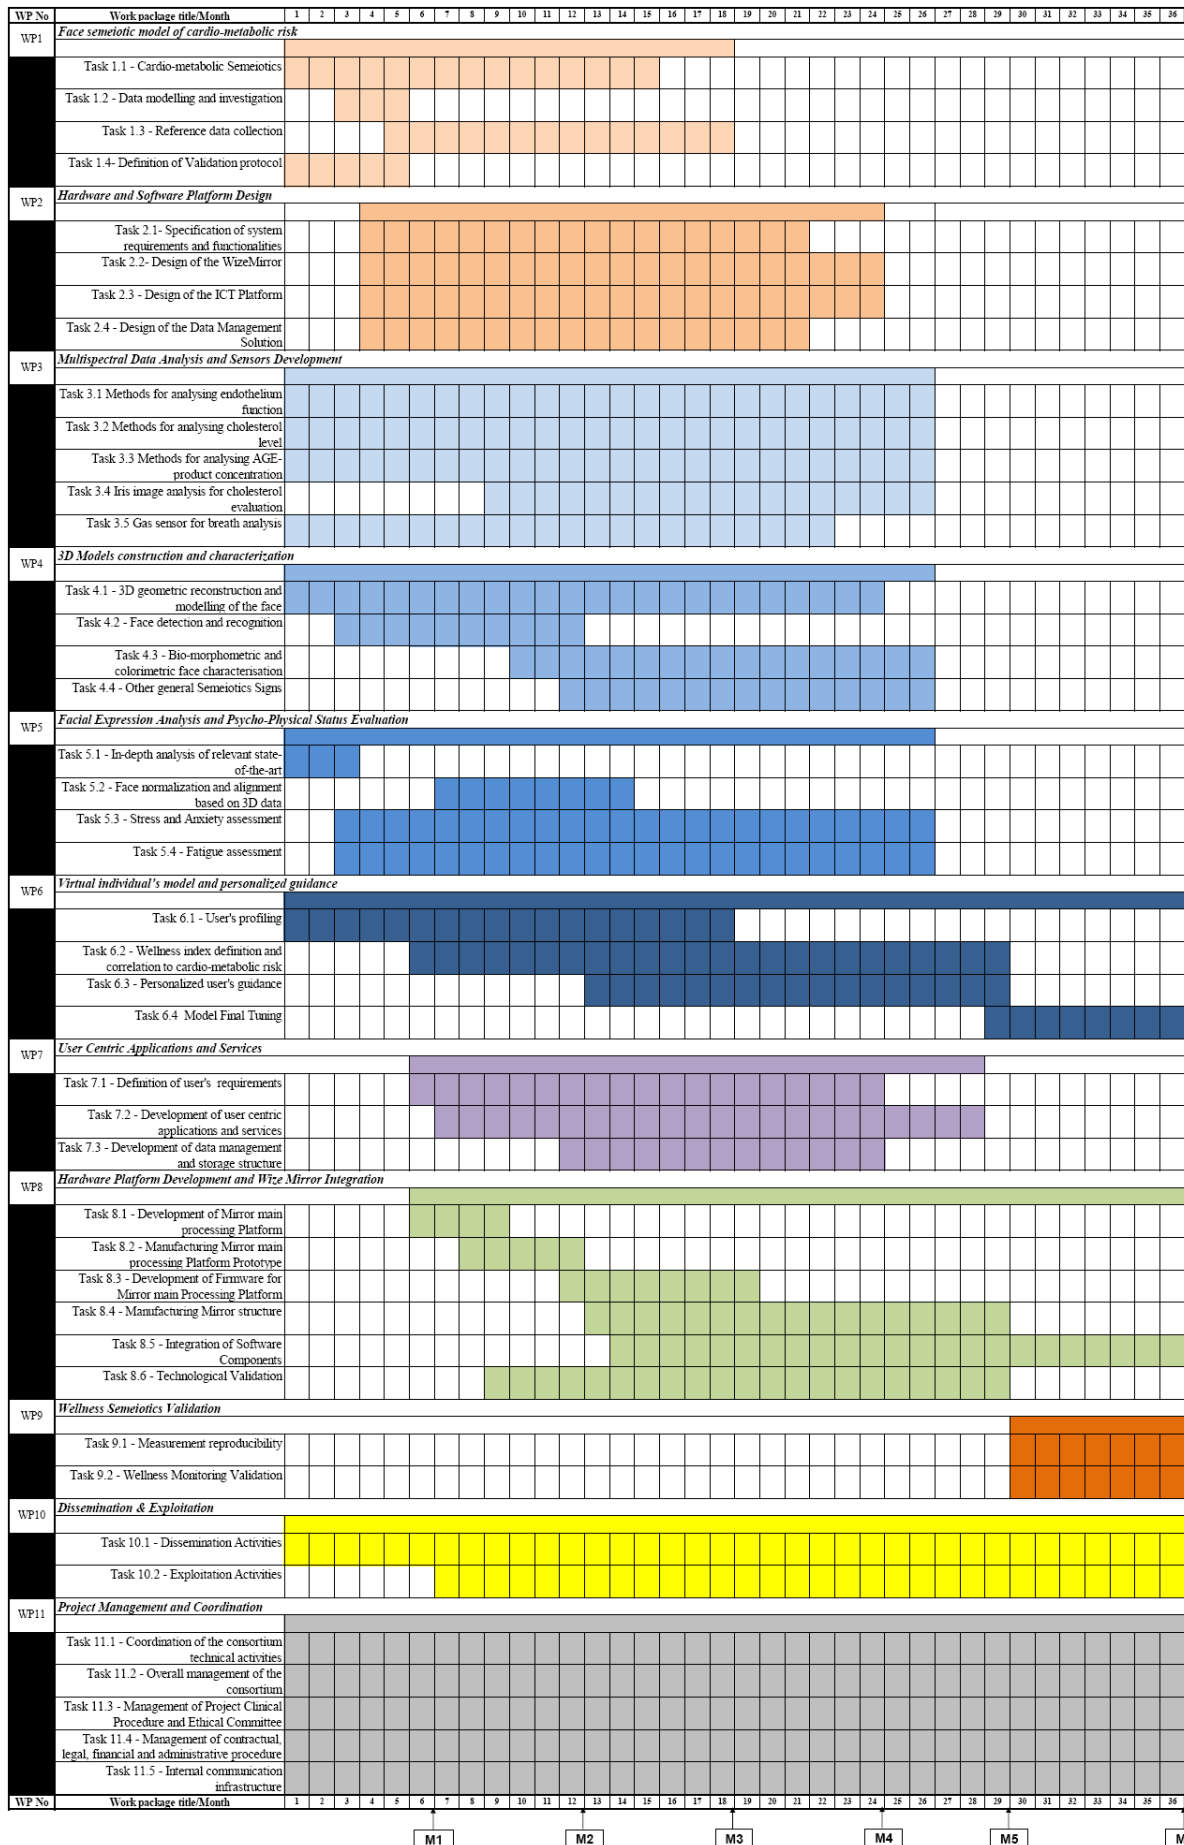 WP No Work package title/Month 1 2 3 4 5 6 7 8 9 10 11 12 13 14 15 16 17 18 19 20 21 22 23 24 25 26 27 28 29 30 31 32 33 34 35 36
WP1 Face semeiotic model of cardio-metabolic risk
Task 1.1 - Cardio-metabolic Semeiotics
Task 1.2 - Data modelling and investigation
Task 1.3 - Reference data collection
Task 1.4- Definition of Validation protocol
WP2 Hardware and Software Platform Design
Task 2.1- Specification of system
requirements and functionalities
Task 2.2- Design of the WizeMirror
Task 2.3 - Design of the ICT Platform
Task 2.4 - Design of the Data Management
Solution
WP3 Multispectral Data Analysis and Sensors Development
Task 3.1 Methods for analysing endothelium
function
Task 3.2 Methods for analysing cholesterol
level
Task 3.3 Methods for analysing AGE-
product concentration
Task 3.4 Iris image analysis for cholesterol
evaluation
Task 3.5 Gas sensor for breath analysis
WP4 3D Models construction and characterization
Task 4.1 - 3D geometric reconstruction and
modelling of the face
Task 4.2 - Face detection and recognition
Task 4.3 - Bio-morphometric and
colorimetric face characterisation
Task 4.4 - Other general Semeiotics Signs
WP5 Facial Expression Analysis and Psycho-Physical Status Evaluation
Task 5.1 - In-depth analysis of relevant state-
of-the-art
Task 5.2 - Face normalization and alignment
based on 3D data
Task 5.3 - Stress and Anxiety assessment
Task 5.4 - Fatigue assessment
WP6 Virtual individual's model and personalized guidance
Task 6.1 - User's profiling
Task 6.2 - Wellness index definition and
correlation to cardio-metabolic risk
Task 6.3 - Personalized user's guidance
Task 6.4 Model Final Tuning
WP7 User Centric Applications and Services
Task 7.1 - Definition of user's requirements
Task 7.2 - Development of user centric
applications and services
Task 7.3 - Development of data management
and storage structure
WP8 Hardware Platform Development and Wize Mirror Integration
Task 8.1 - Development of Mirror main
processing Platform
Task 8.2 - Manufacturing Mirror main
processing Platform Prototype
Task 8.3 - Development of Firmware for
Mirror main Processing Platform
Task 8.4 - Manufacturing Mirror structure
Task 8.5 - Integration of Software
Components
Task 8.6 - Technological Validation
WP9 Wellness Semeiotics Validation
Task 9.1 - Measurement reproducibility
Task 9.2 - Wellness Monitoring Validation
WP10 Dissemination & Exploitation
Task 10.1 - Dissemination Activities
Task 10.2 - Exploitation Activities
WP11 Project Management and Coordination
Task 11.1 - Coordination of the consortium
technical activities
Task 11.2 - Overall management of the
consortium
Task 11.3 - Management of Project Clinical
Procedure and Ethical Committee
Task 11.4 - Management of contractual,
legal, financial and administrative procedure
Task 11.5 - Internal communication
infrastructure
WP No Work package title/Month 1 2 3 4 5 6 7 8 9 10 11 12 13 14 15 16 17 18 19 20 21 22 23 24 25 26 27 28 29 30 31 32 33 34 35 36
M1 M2 M3 M4 M5